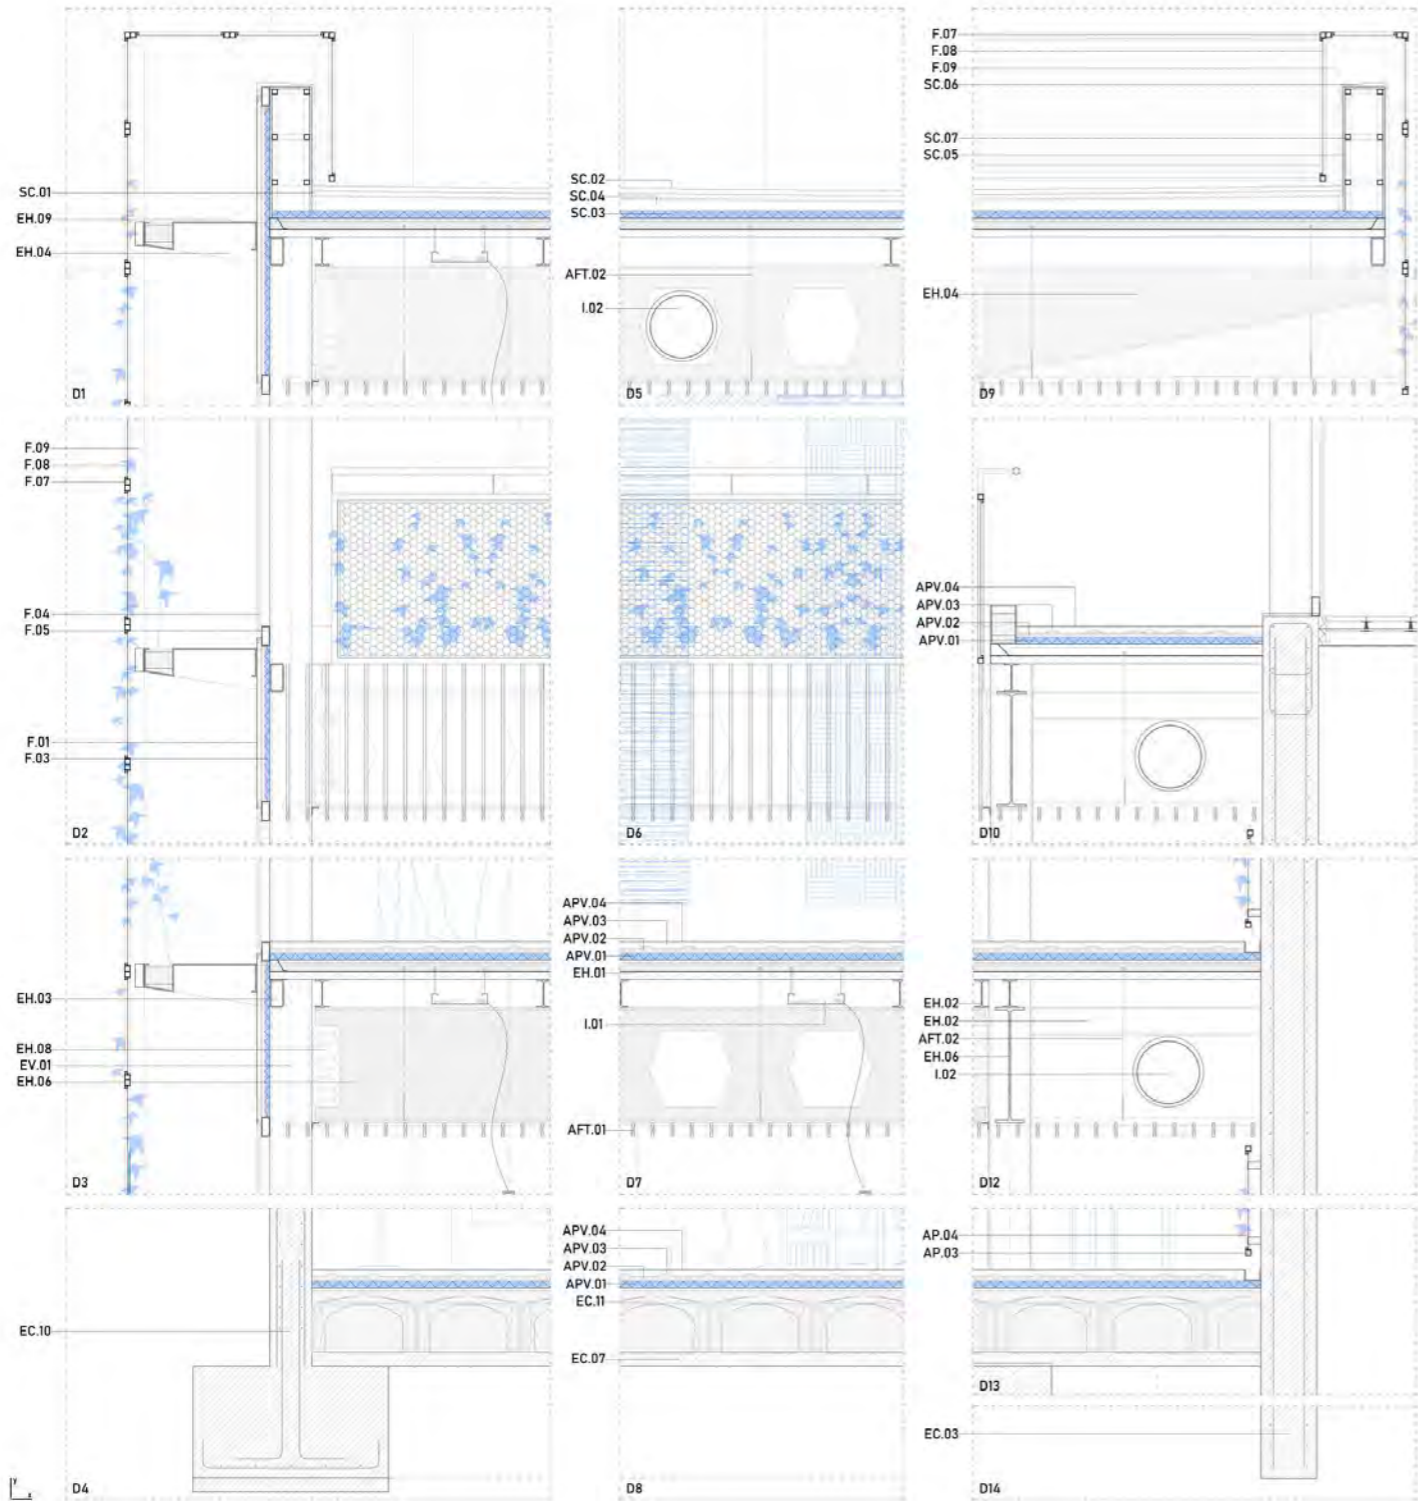 SC.01
EH.09
EH.04
D1
SC.02
SC.04
SC.03
AFT.02
I.02
D5
F.07
F.08
F.09
SC.06
SC.07
SC.05
EH.04
D9
F.09
F.08
F.07
F.04
F.05
F.01
F.03
D2
D6
APV.04
APV.03
APV.02
APV.01
D10
EH.03
EH.08
EV.01
EH.06
D3
APV.04
APV.03
APV.02
APV.01
EH.01
I.01
AFT.01
D7
EH.02
EH.02
AFT.02
EH.06
I.02
D12
EC.10
D4
APV.04
APV.03
APV.02
APV.01
EC.11
EC.07
D8
AP.04
AP.03
D13
EC.03
D14
Y
X